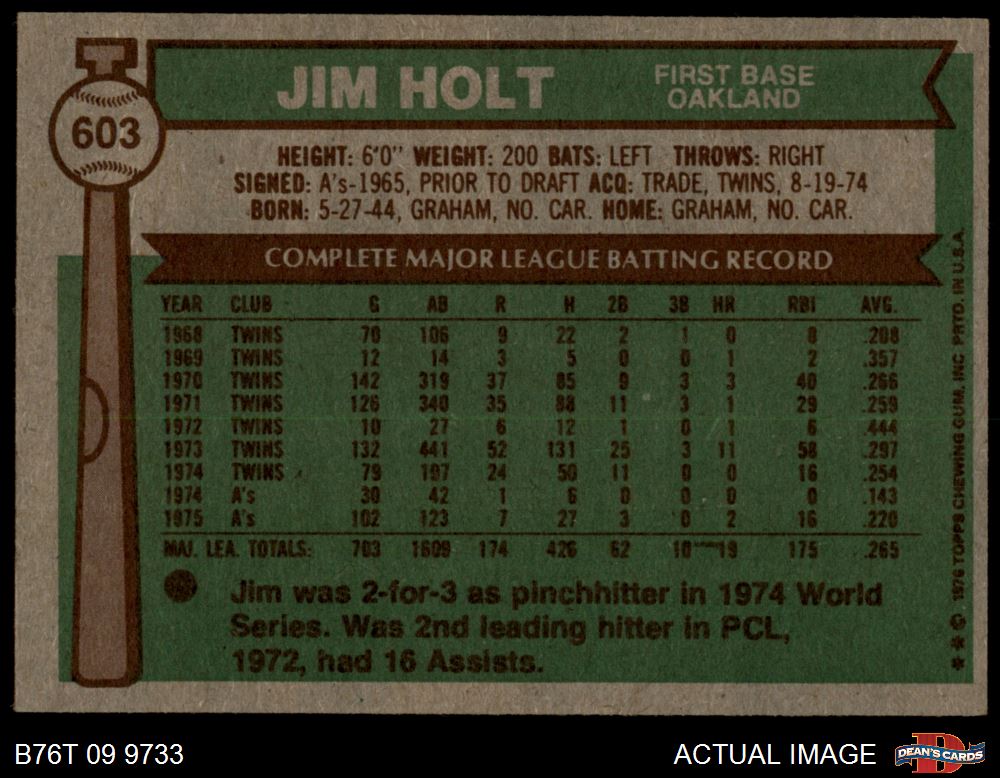 603
JIM HOLT
FIRST BASE
OAKLAND
HEIGHT: 6'0" WEIGHT: 200 BATS: LEFT THROWS: RIGHT
SIGNED: A's-1965, PRIOR TO DRAFT ACQ: TRADE, TWINS, 8-19-74
BORN: 5-27-44, GRAHAM, NO. CAR. HOME: GRAHAM, NO. CAR.
COMPLETE MAJOR LEAGUE BATTING RECORD
YEAR CLUB G AB R H 2B 3B HR RBI AVG.
1968 TWINS 70 106 9 22 2 1 0 8 .208
1969 TWINS 12 14 3 5 0 0 1 2 .357
1970 TWINS 142 319 37 85 9 3 3 40 .266
1971 TWINS 126 340 35 88 11 3 1 29 .259
1972 TWINS 10 27 6 12 1 0 1 6 .444
1973 TWINS 132 441 52 131 25 3 11 58 .297
1974 TWINS 79 197 24 50 11 0 0 16 .254
1974 A's 30 42 1 6 0 0 0 0 .143
1975 A's 102 123 7 27 3 0 2 16 .220
MAJ. LEA. TOTALS: 703 1609 174 426 62 10 19 175 .265
Jim was 2-for-3 as pinchhitter in 1974 World
Series. Was 2nd leading hitter in PCL,
1972, had 16 Assists.
* * © 1976 TOPPS CHEWING GUM, INC. PRTD. IN U.S.A.
B76T 09 9733
ACTUAL IMAGE
D
DEAN'S CARDS